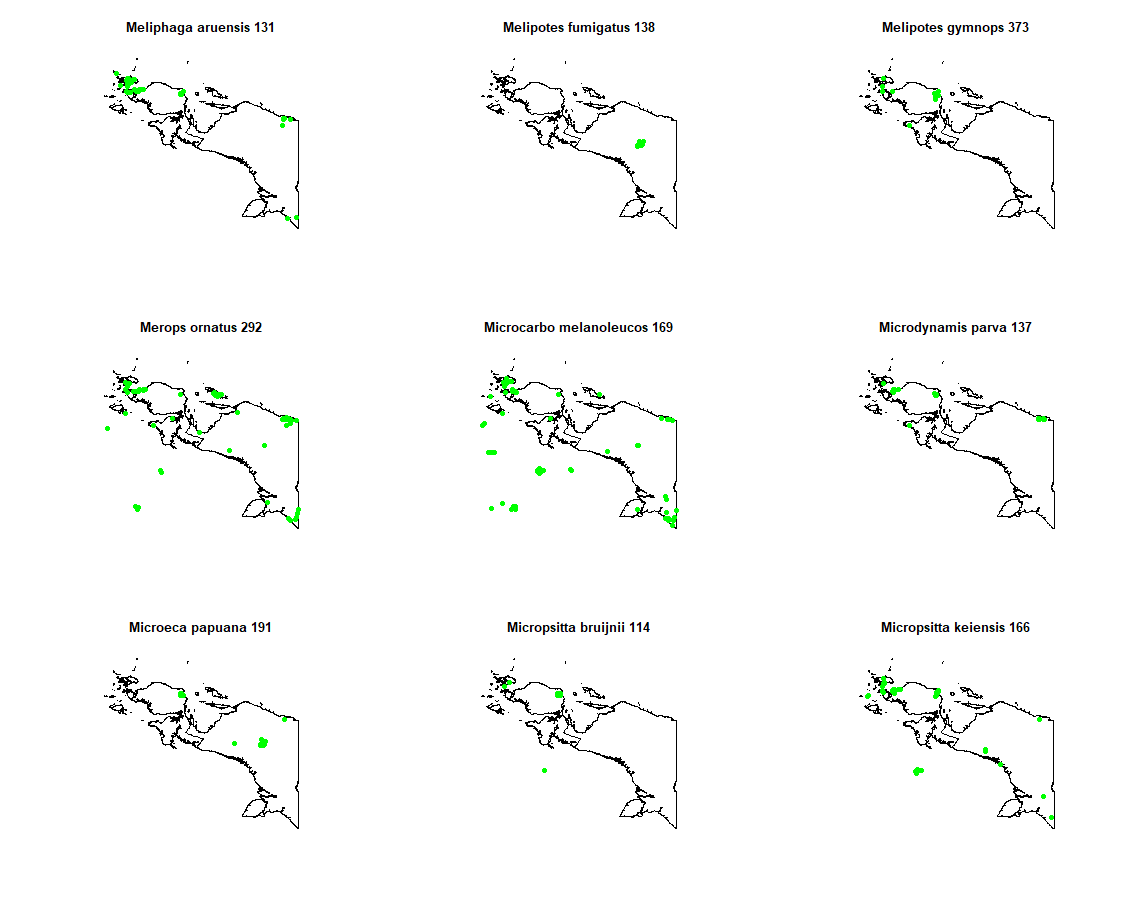 Meliphaga aruensis 131
Melipotes fumigatus 138
Melipotes gymnops 373
Merops ornatus 292
Microcarbo melanoleucos 169
Microdynamis parva 137
Microeca papuana 191
Micropsitta bruijnii 114
Micropsitta keiensis 166